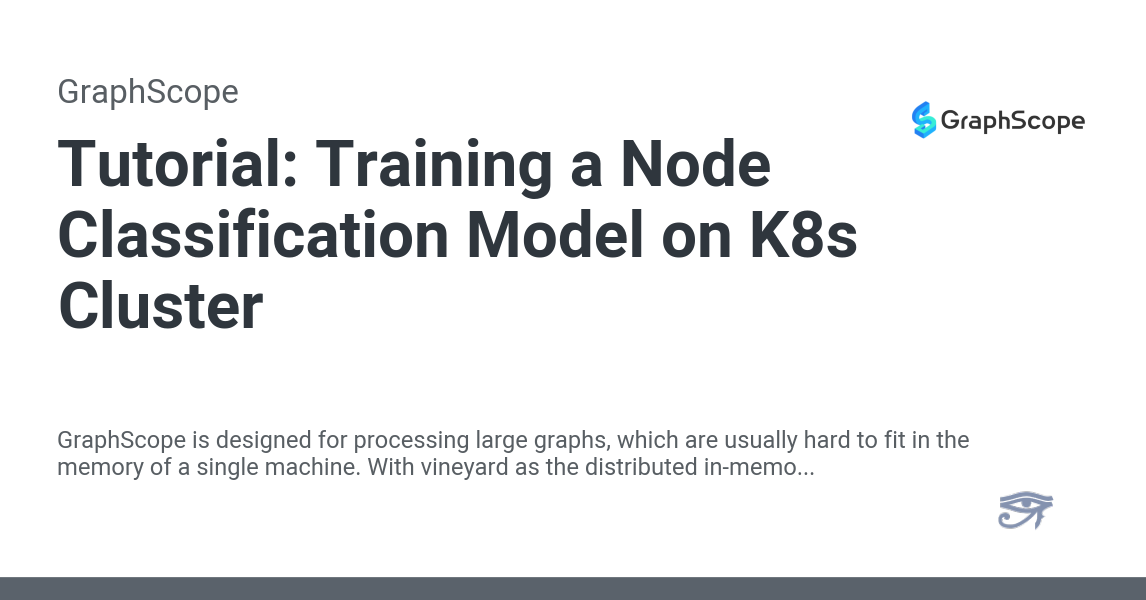 GraphScope
GraphScope
Tutorial: Training a Node
Classification Model on K8s
Cluster
GraphScope is designed for processing large graphs, which are usually hard to fit in the
memory of a single machine. With vineyard as the distributed in-memo...